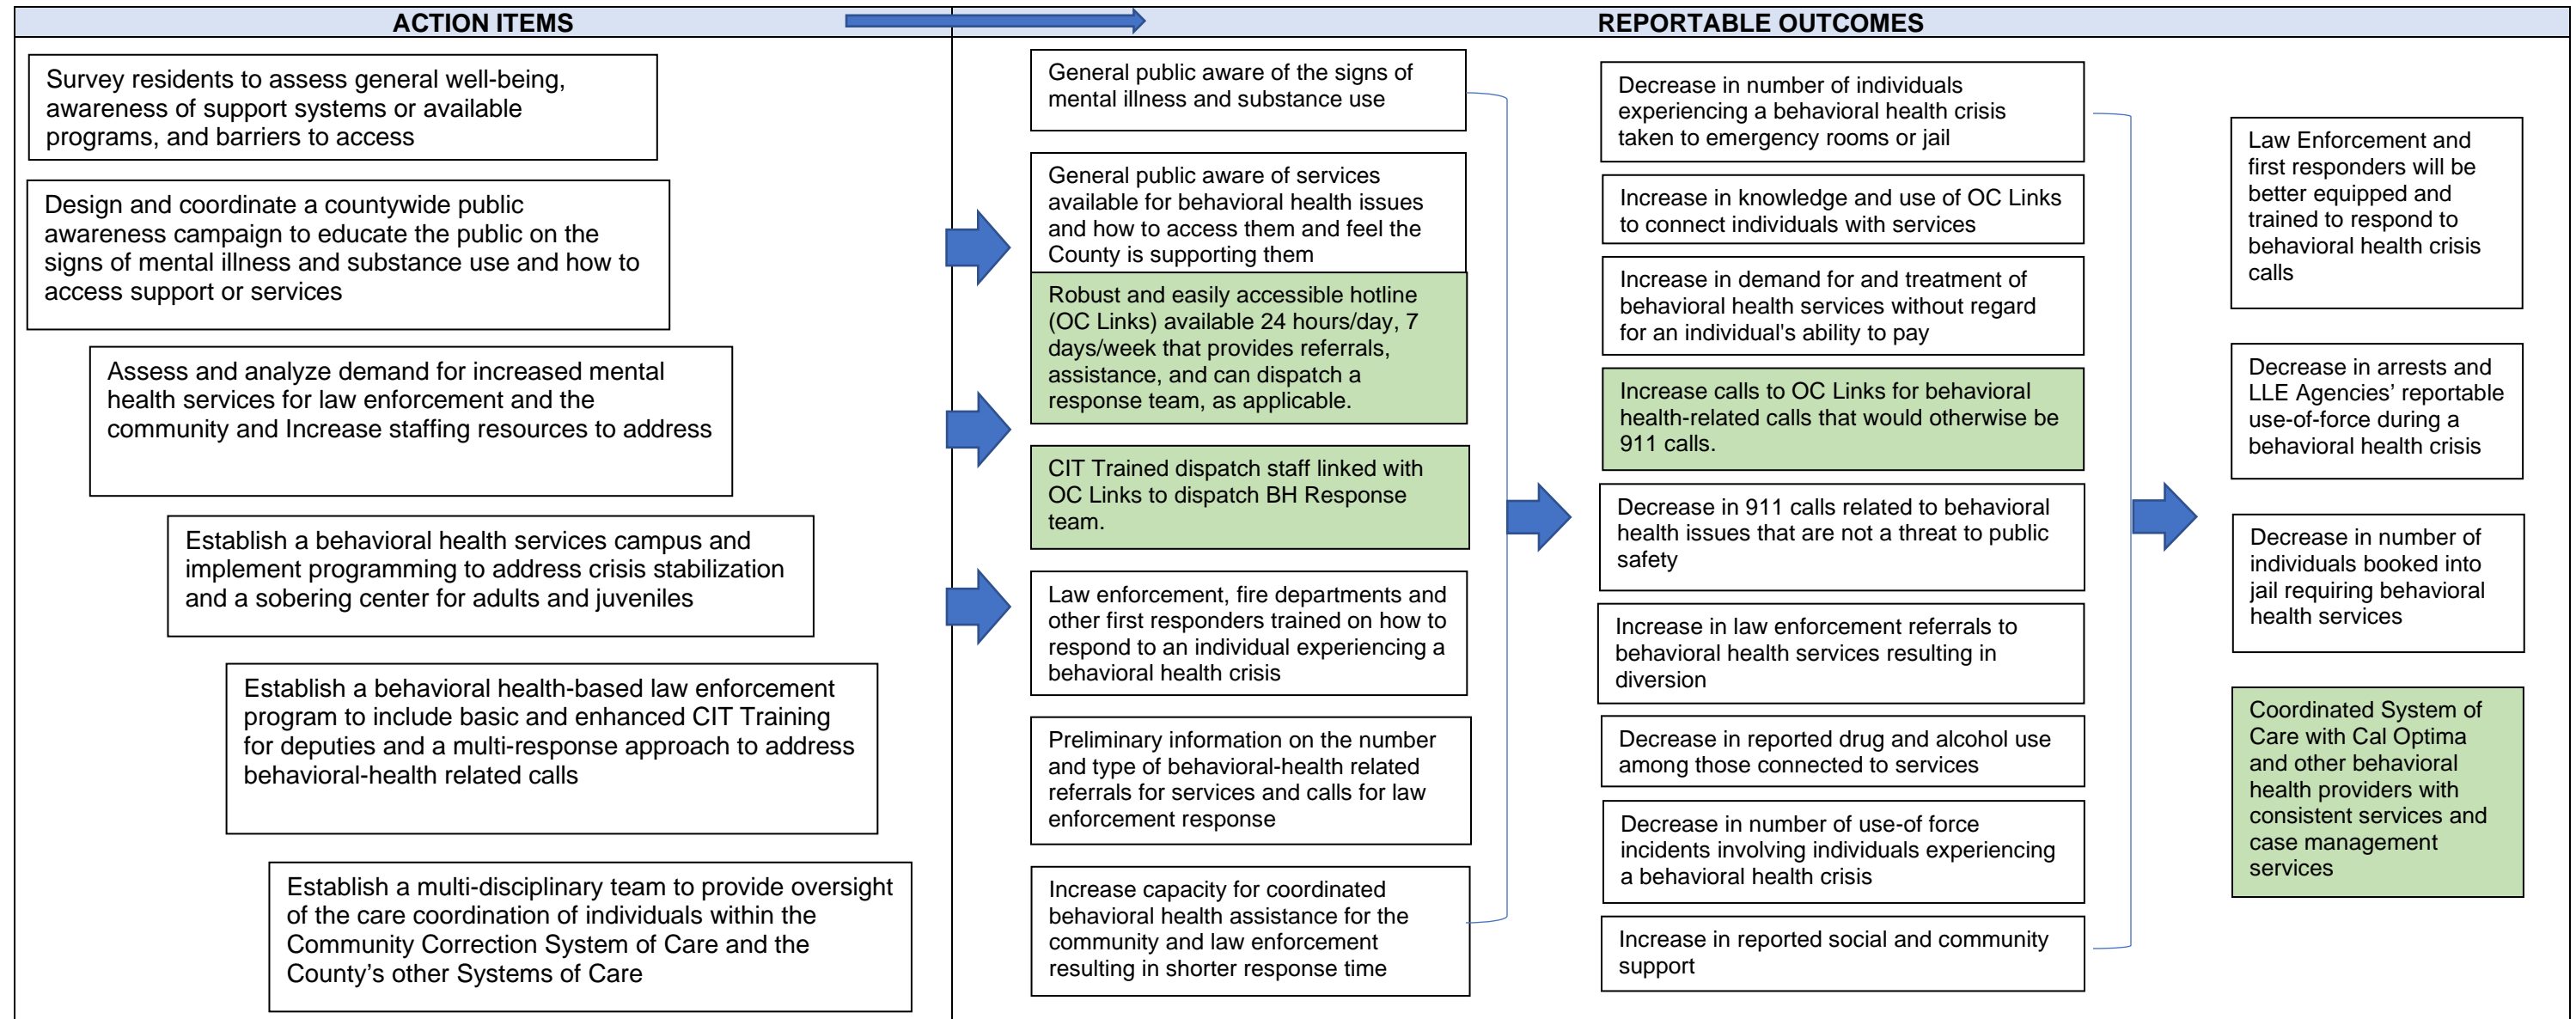 ACTION ITEMS
REPORTABLE OUTCOMES
Survey residents to assess general well-being,
awareness of support systems or available
programs, and barriers to access
Design and coordinate a countywide public
awareness campaign to educate the public on the
signs of mental illness and substance use and how to
access support or services
Assess and analyze demand for increased mental
health services for law enforcement and the
community and Increase staffing resources to address
Establish a behavioral health services campus and
implement programming to address crisis stabilization
and a sobering center for adults and juveniles
Establish a behavioral health-based law enforcement
program to include basic and enhanced CIT Training
for deputies and a multi-response approach to address
behavioral-health related calls
Establish a multi-disciplinary team to provide oversight
of the care coordination of individuals within the
Community Correction System of Care and the
County’s other Systems of Care
General public aware of the signs of
mental illness and substance use
General public aware of services
available for behavioral health issues
and how to access them and feel the
County is supporting them
Robust and easily accessible hotline
(OC Links) available 24 hours/day, 7
days/week that provides referrals,
assistance, and can dispatch a
response team, as applicable.
CIT Trained dispatch staff linked with
OC Links to dispatch BH Response
team.
Law enforcement, fire departments and
other first responders trained on how to
respond to an individual experiencing a
behavioral health crisis
Preliminary information on the number
and type of behavioral-health related
referrals for services and calls for law
enforcement response
Increase capacity for coordinated
behavioral health assistance for the
community and law enforcement
resulting in shorter response time
Decrease in number of individuals
experiencing a behavioral health crisis
taken to emergency rooms or jail
Increase in knowledge and use of OC Links
to connect individuals with services
Increase in demand for and treatment of
behavioral health services without regard
for an individual's ability to pay
Increase calls to OC Links for behavioral
health-related calls that would otherwise be
911 calls.
Decrease in 911 calls related to behavioral
health issues that are not a threat to public
safety
Increase in law enforcement referrals to
behavioral health services resulting in
diversion
Decrease in reported drug and alcohol use
among those connected to services
Decrease in number of use-of force
incidents involving individuals experiencing
a behavioral health crisis
Increase in reported social and community
support
Law Enforcement and
first responders will be
better equipped and
trained to respond to
behavioral health crisis
calls
Decrease in arrests and
LLE Agencies’ reportable
use-of-force during a
behavioral health crisis
Decrease in number of
individuals booked into
jail requiring behavioral
health services
Coordinated System of
Care with Cal Optima
and other behavioral
health providers with
consistent services and
case management
services